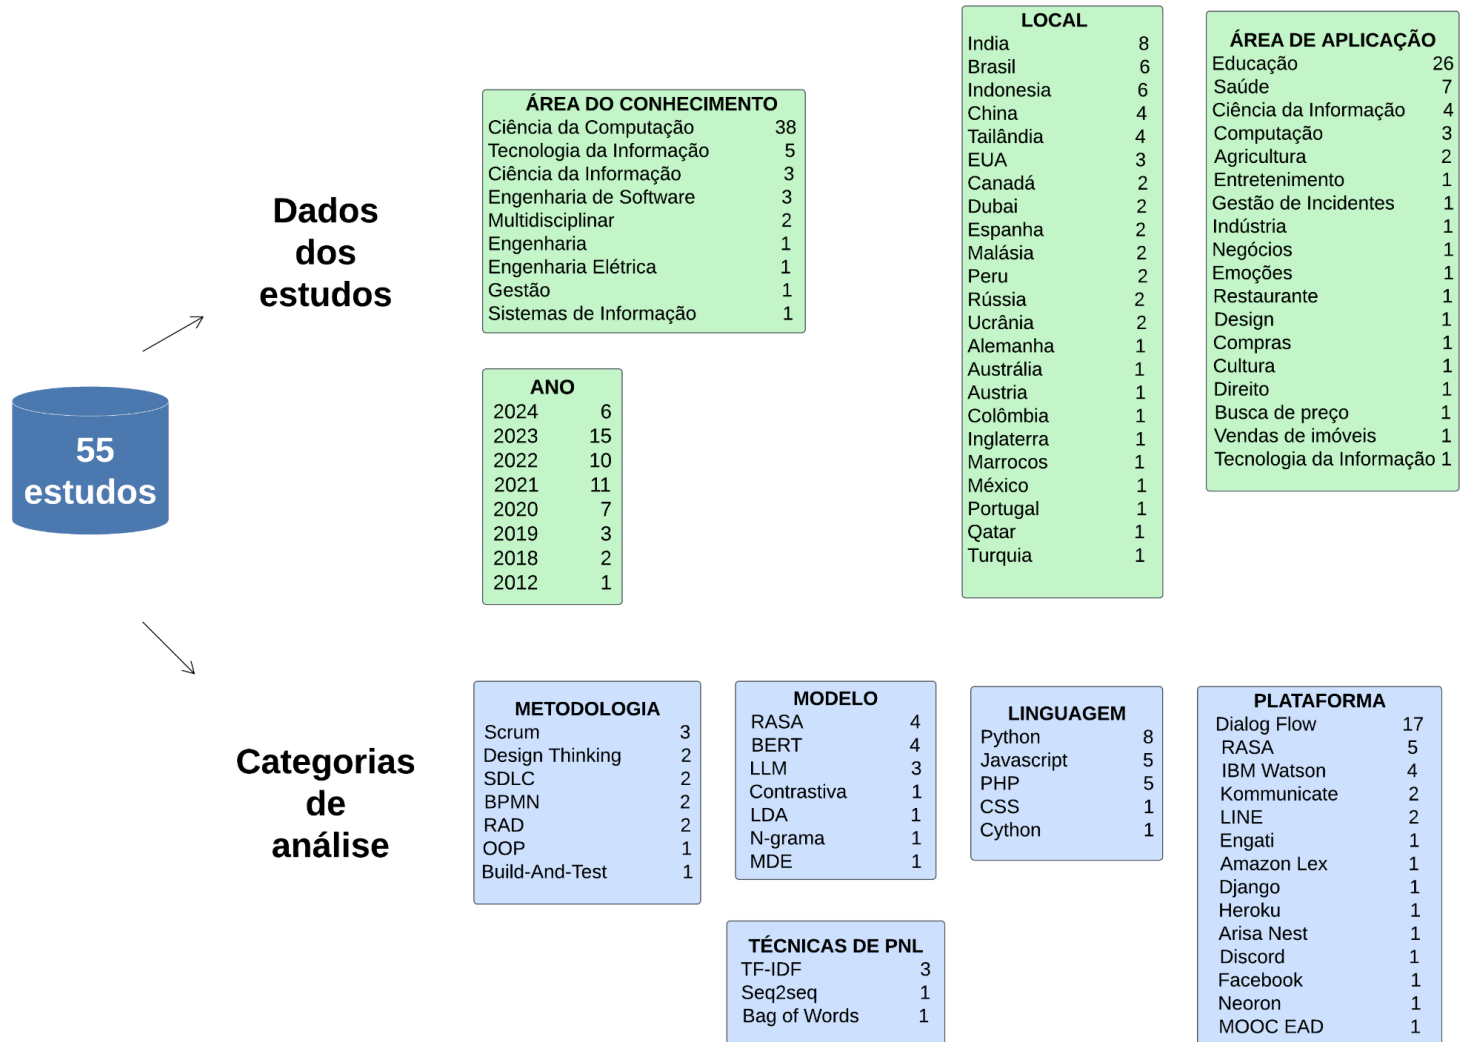 55
estudos
Dados
dos
estudos
ÁREA DO CONHECIMENTO
Ciência da Computação 38
Tecnologia da Informação 5
Ciência da Informação 3
Engenharia de Software 3
Multidisciplinar 2
Engenharia 1
Engenharia Elétrica 1
Gestão 1
Sistemas de Informação 1
ANO
2024 6
2023 15
2022 10
2021 11
2020 7
2019 3
2018 2
2012 1
LOCAL
India 8
Brasil 6
Indonesia 6
China 4
Tailândia 4
EUA 3
Canadá 2
Dubai 2
Espanha 2
Malásia 2
Peru 2
Rússia 2
Ucrânia 2
Alemanha 1
Austrália 1
Austria 1
Colômbia 1
Inglaterra 1
Marrocos 1
México 1
Portugal 1
Qatar 1
Turquia 1
ÁREA DE APLICAÇÃO
Educação 26
Saúde 7
Ciência da Informação 4
Computação 3
Agricultura 2
Entretenimento 1
Gestão de Incidentes 1
Indústria 1
Negócios 1
Emoções 1
Restaurante 1
Design 1
Compras 1
Cultura 1
Direito 1
Busca de preço 1
Vendas de imóveis 1
Tecnologia da Informação 1
Categorias
de
análise
METODOLOGIA
Scrum 3
Design Thinking 2
SDLC 2
BPMN 2
RAD 2
OOP 1
Build-And-Test 1
MODELO
RASA 4
BERT 4
LLM 3
Contrastiva 1
LDA 1
N-grama 1
MDE 1
TÉCNICAS DE PNL
TF-IDF 3
Seq2seq 1
Bag of Words 1
LINGUAGEM
Python 8
Javascript 5
PHP 5
CSS 1
Cython 1
PLATAFORMA
Dialog Flow 17
RASA 5
IBM Watson 4
Kommunicate 2
LINE 2
Engati 1
Amazon Lex 1
Django 1
Heroku 1
Arisa Nest 1
Discord 1
Facebook 1
Neoron 1
MOOC EAD 1